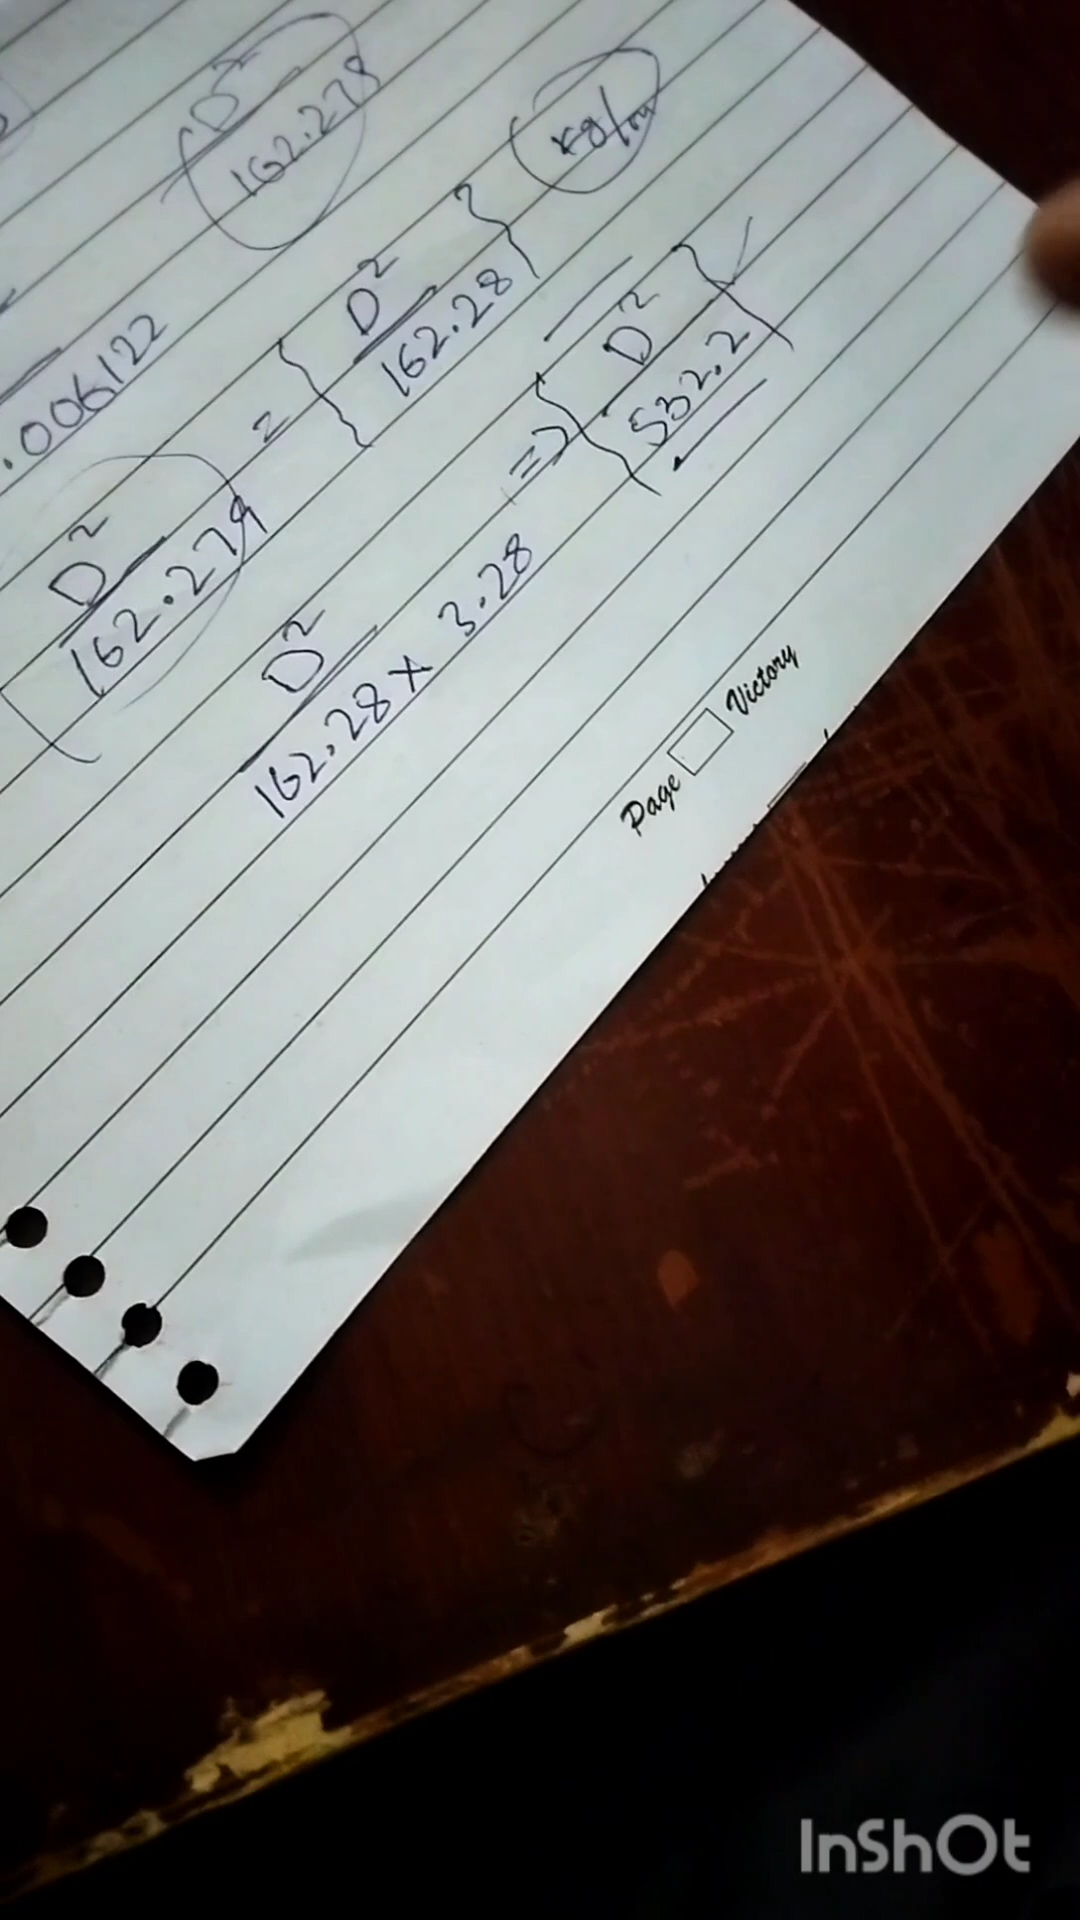 D²
162.278
.006122
D²
162.279
=
D²
162.28
kg/m
D²
162.28 × 3.28
=>
D²
532.2
Page
Victory
InShOt